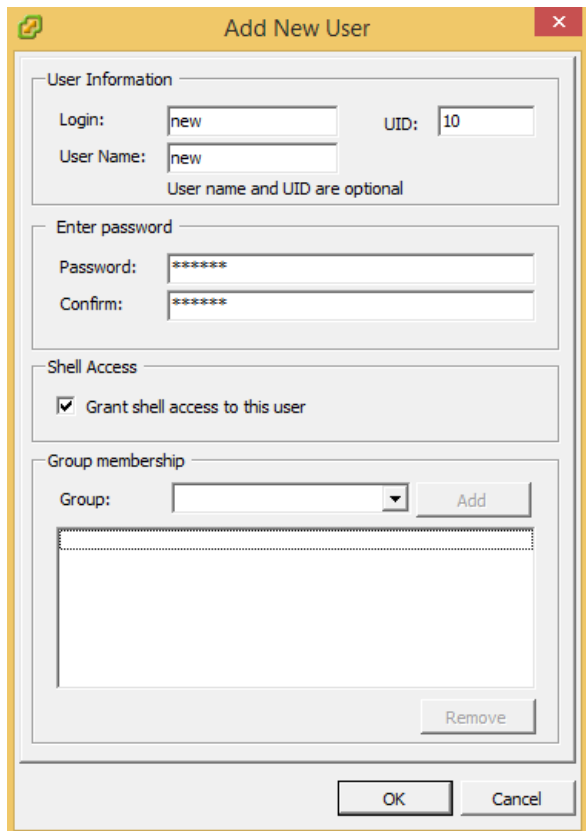 Add New User
User Information
Login: new UID: 10
User Name: new
User name and UID are optional
Enter password
Password: ******
Confirm: ******
Shell Access
Grant shell access to this user
Group membership
Group: Add
Remove
OK Cancel